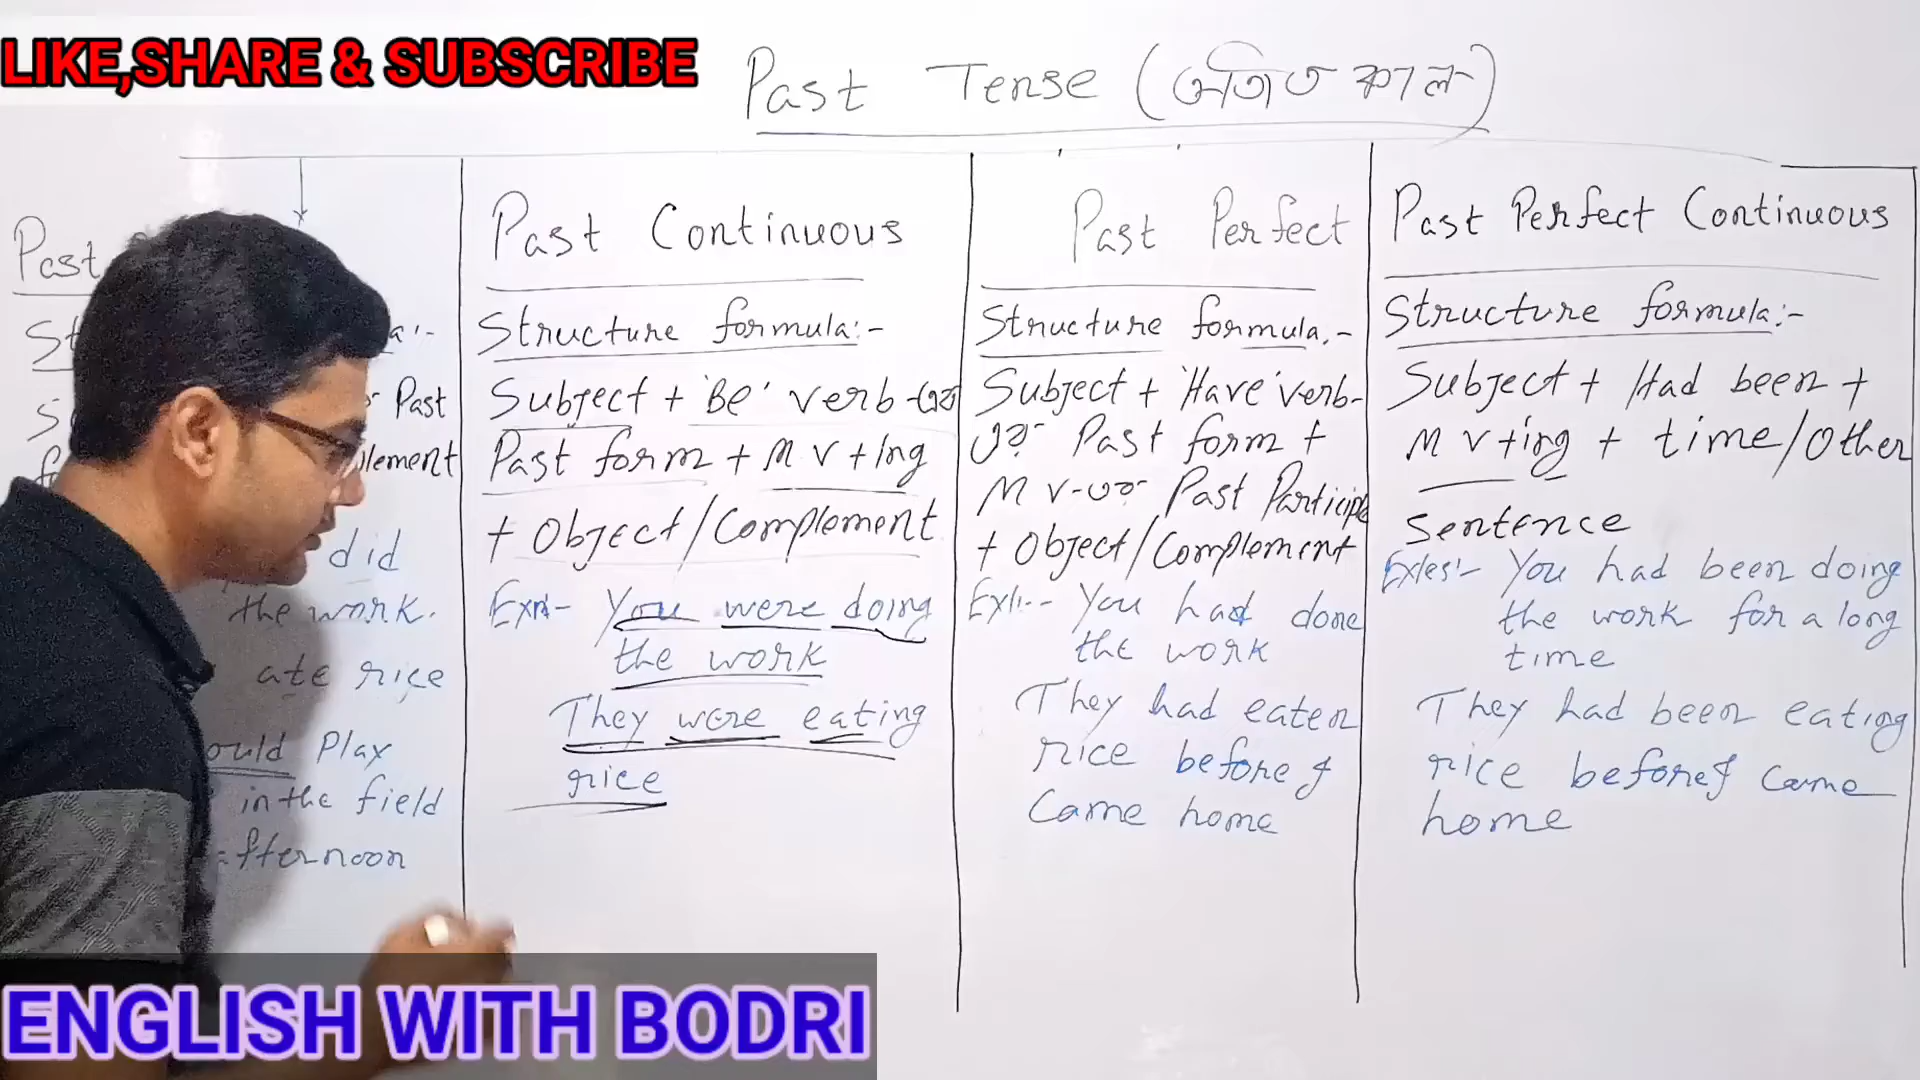 LIKE,SHARE & SUBSCRIBE
Past Tense (অতিত কাল)
Past
Past
did
the work.
ate rice
ould Play
in the field
afternoon
Past Continuous
Structure formula:-
Subject + 'Be' verb-এর
Past form + M V + Ing
+ Object/Complement
Exn:- You were doing
the work
They were eating
rice
Past Perfect
Structure formula.-
Subject + 'Have' verb-
এর Past form +
M V-এর Past Participle
+ Object/Complement
Ex1:- You had done
the work
They had eaten
rice before I
came home
Past Perfect Continuous
Structure formula:-
Subject + Had been +
M V+ing + time/Other
sentence
Exles:- You had been doing
the work for a long
time
They had been eating
rice before I came
home
ENGLISH WITH BODRI